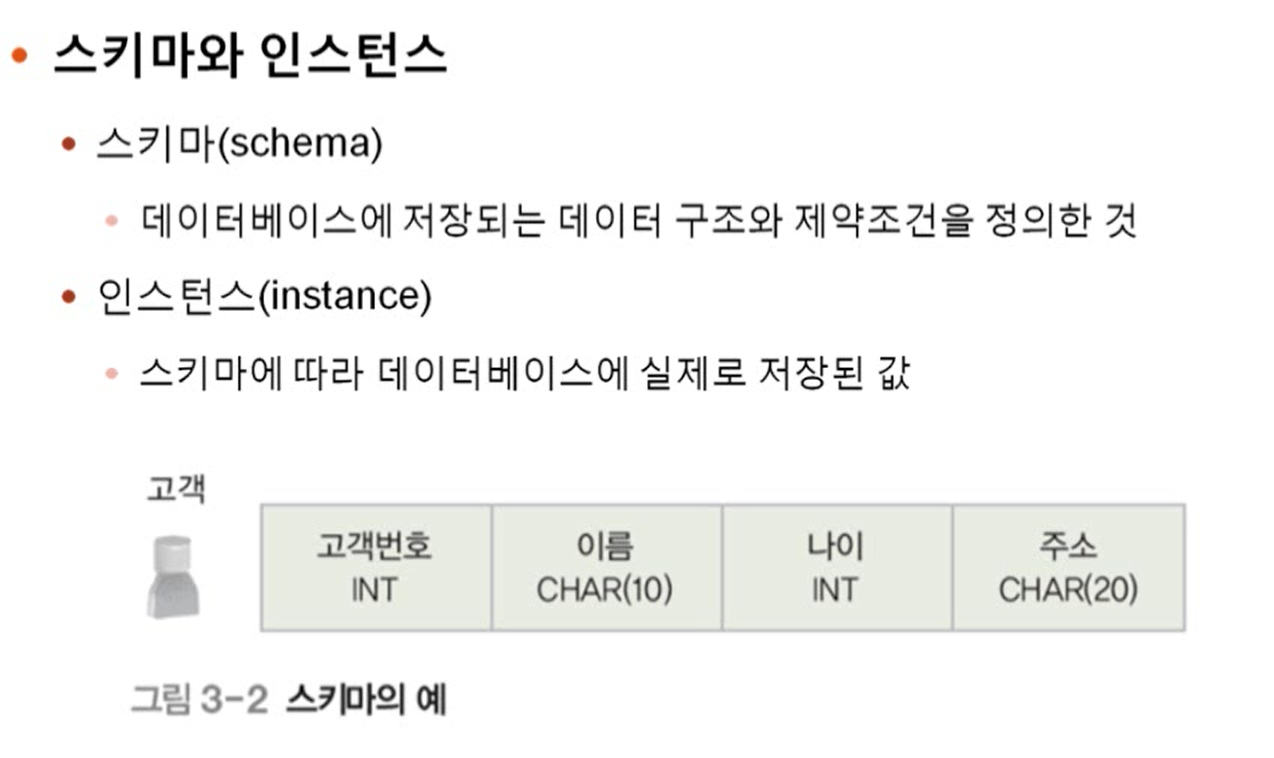 스키마와 인스턴스
스키마(schema)
데이터베이스에 저장되는 데이터 구조와 제약조건을 정의한 것
인스턴스(instance)
스키마에 따라 데이터베이스에 실제로 저장된 값
고객
고객번호 이름 나이 주소
INT CHAR(10) INT CHAR(20)
그림 3-2 스키마의 예